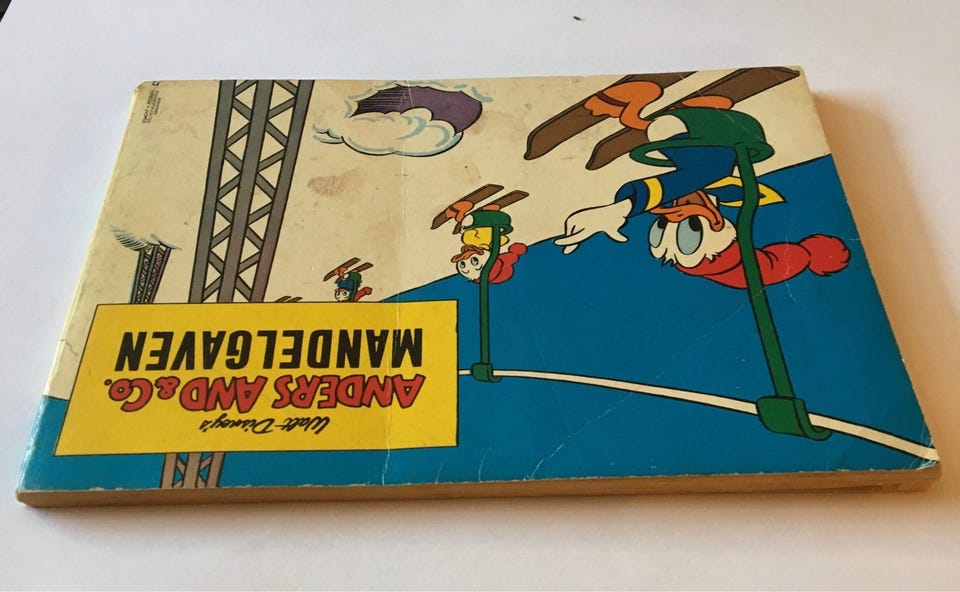 Walt Disney's
ANDERS AND & Co.
MANDELGAVEN